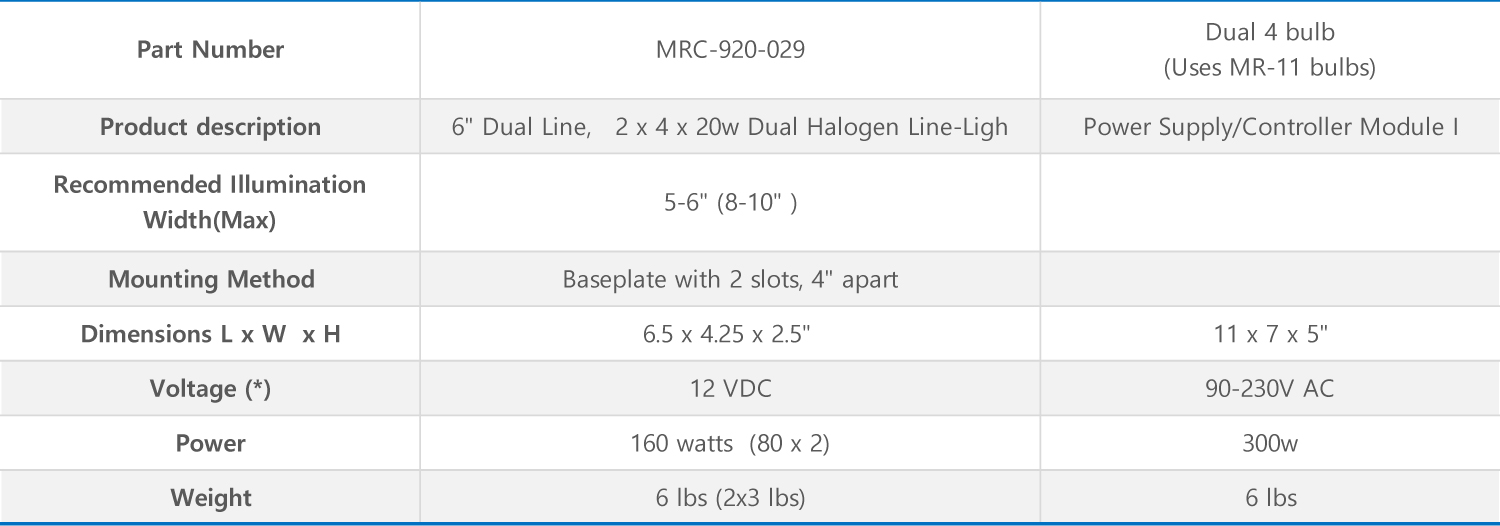 Part Number
MRC-920-029
Dual 4 bulb
(Uses MR-11 bulbs)
Product description
6" Dual Line, 2 x 4 x 20w Dual Halogen Line-Ligh
Power Supply/Controller Module I
Recommended Illumination
Width(Max)
5-6" (8-10" )
Mounting Method
Baseplate with 2 slots, 4" apart
Dimensions L x W x H
6.5 x 4.25 x 2.5"
11 x 7 x 5"
Voltage (*)
12 VDC
90-230V AC
Power
160 watts (80 x 2)
300w
Weight
6 lbs (2x3 lbs)
6 lbs